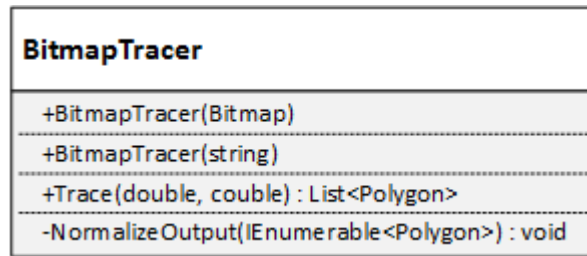 BitmapTracer
+BitmapTracer(Bitmap)
+BitmapTracer(string)
+Trace(double, couble) : List<Polygon>
-NormalizeOutput(IEnumerable<Polygon>) : void